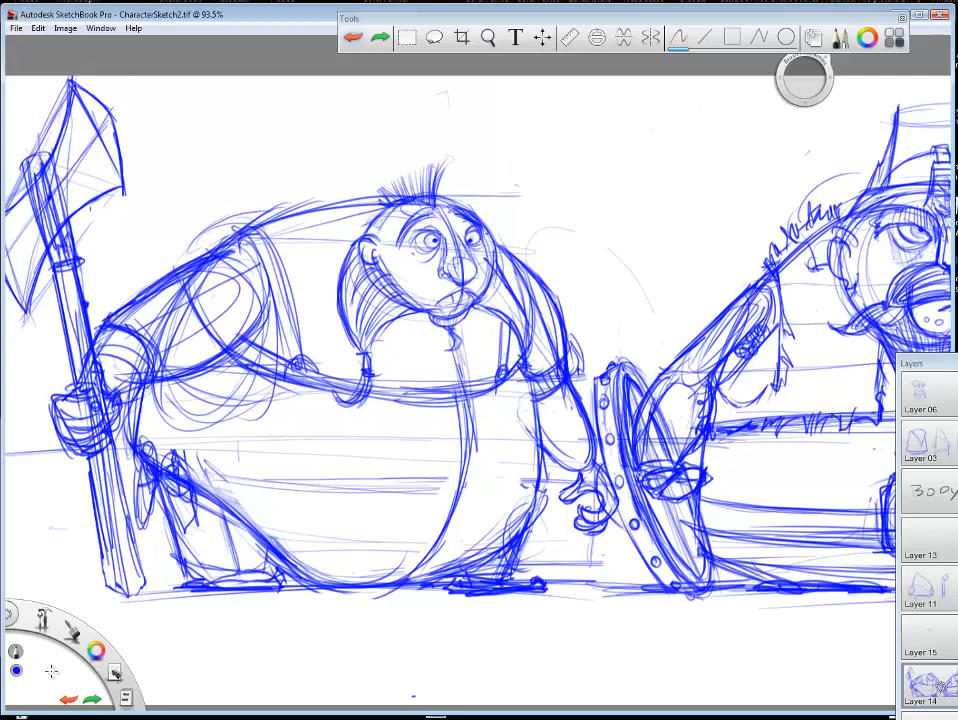 Autodesk SketchBook Pro - CharacterSketch2.tif @ 93.5%
File Edit Image Window Help
Tools
T
Layers
Layer 06
Layer 03
BODY
Layer 13
Layer 11
Layer 15
Layer 14